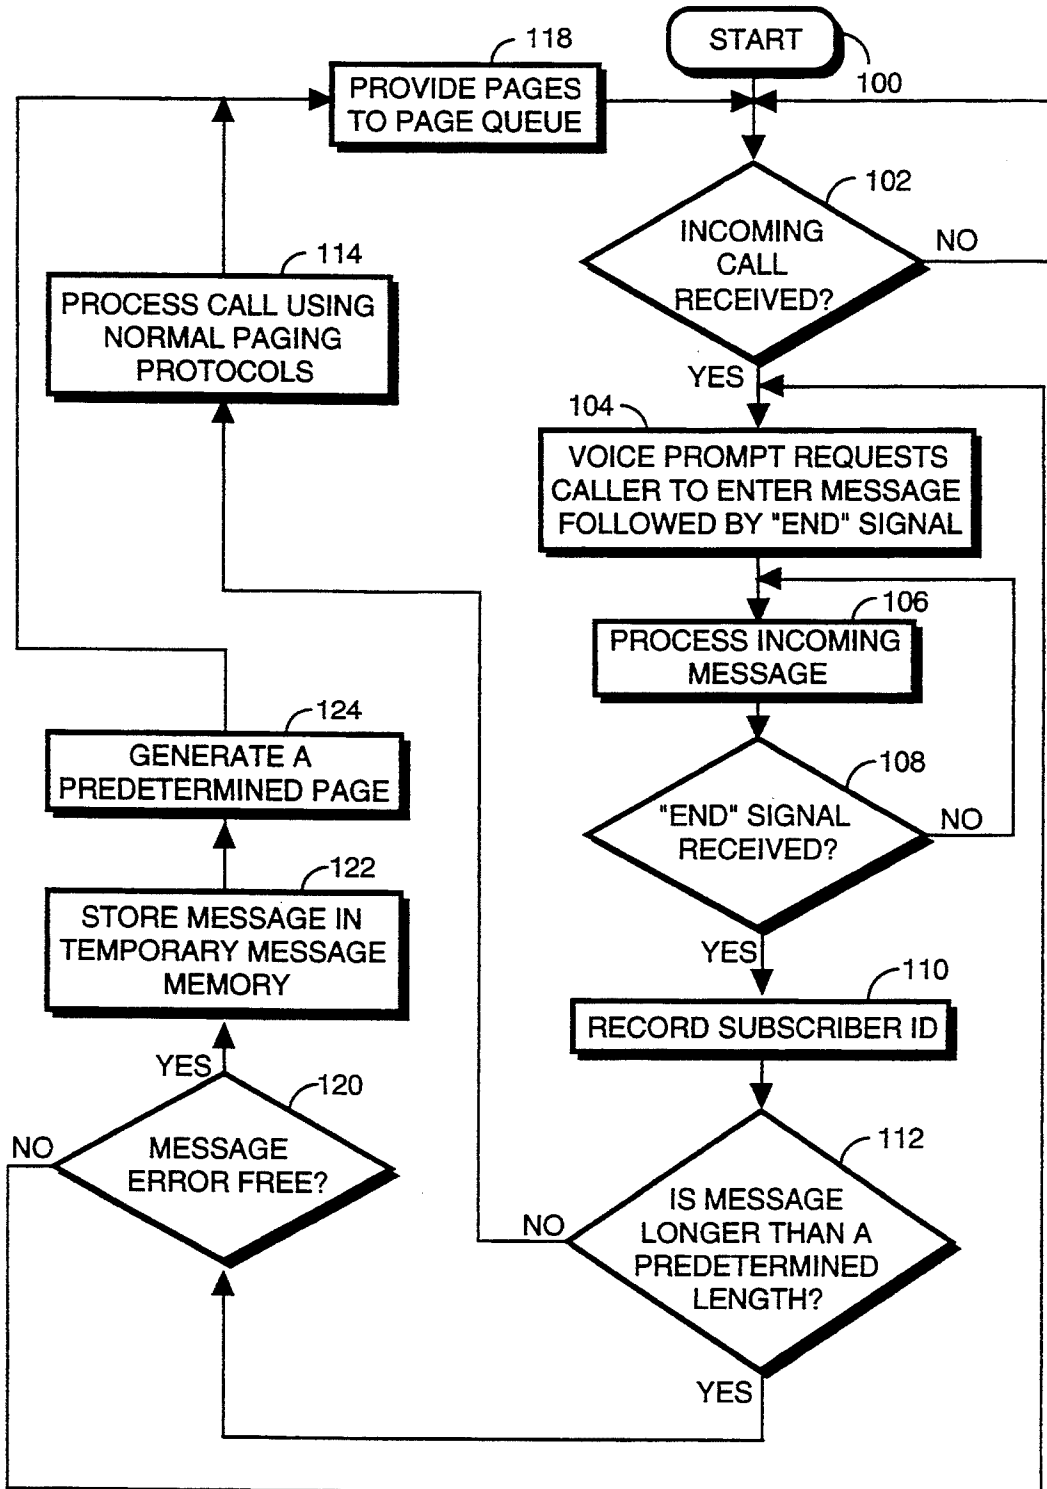 START
100
118
PROVIDE PAGES
TO PAGE QUEUE
102
INCOMING
CALL
RECEIVED?
NO
YES
114
PROCESS CALL USING
NORMAL PAGING
PROTOCOLS
104
VOICE PROMPT REQUESTS
CALLER TO ENTER MESSAGE
FOLLOWED BY "END" SIGNAL
106
PROCESS INCOMING
MESSAGE
108
"END" SIGNAL
RECEIVED?
NO
YES
110
RECORD SUBSCRIBER ID
112
IS MESSAGE
LONGER THAN A
PREDETERMINED
LENGTH?
NO
YES
124
GENERATE A
PREDETERMINED PAGE
122
STORE MESSAGE IN
TEMPORARY MESSAGE
MEMORY
YES
120
MESSAGE
ERROR FREE?
NO